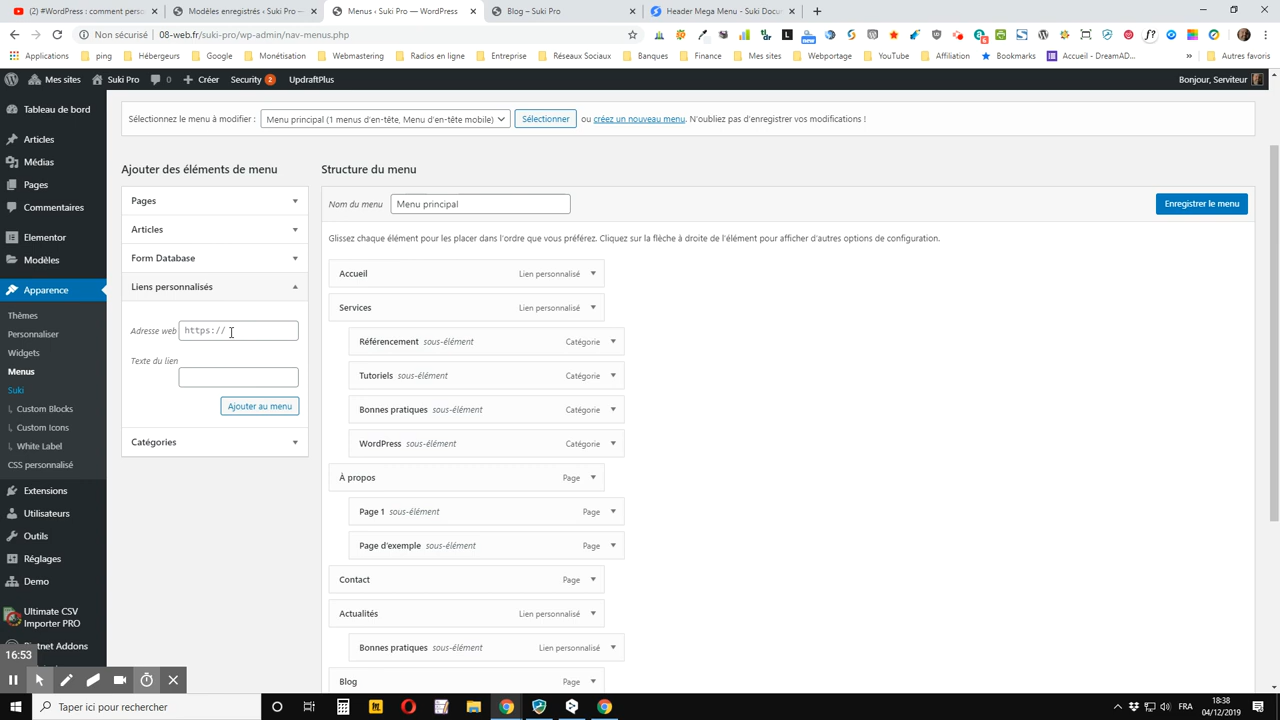 (2) #WordPress : comment perso
Modèles enregistrés ‹ Suki Pro —
Menus ‹ Suki Pro — WordPress
Blog – Suki Pro
Header Mega Menu - Suki Docu
Non sécurisé
08-web.fr/suki-pro/wp-admin/nav-menus.php
Google
ping
Hébergeurs
Monétisation
Webmastering
Radios en ligne
Entreprise
Réseaux Sociaux
Banques
Finance
Mes sites
Webportage
YouTube
Affiliation
Bookmarks
Accueil - DreamAD...
Autres favoris
Mes sites
Suki Pro
0
Créer
Security
2
UpdraftPlus
Bonjour, Serviteur
Tableau de bord
Articles
Médias
Pages
Commentaires
Elementor
Modèles
Apparence
Thèmes
Personnaliser
Widgets
Menus
Suki
Custom Blocks
Custom Icons
White Label
CSS personnalisé
Extensions
Utilisateurs
Outils
Réglages
Demo
Ultimate CSV
Importer PRO
Sélectionnez le menu à modifier :
Menu principal (1 menus d'en-tête, Menu d'en-tête mobile)
Sélectionner
ou créez un nouveau menu. N'oubliez pas d'enregistrer vos modifications !
Ajouter des éléments de menu
Pages
Articles
Form Database
Liens personnalisés
Adresse web
https://
Texte du lien
Ajouter au menu
Catégories
Structure du menu
Nom du menu
Menu principal
Enregistrer le menu
Glissez chaque élément pour les placer dans l'ordre que vous préférez. Cliquez sur la flèche à droite de l'élément pour afficher d'autres options de configuration.
Accueil Lien personnalisé
Services Lien personnalisé
Référencement sous-élément Catégorie
Tutoriels sous-élément Catégorie
Bonnes pratiques sous-élément Catégorie
WordPress sous-élément Catégorie
À propos Page
Page 1 sous-élément Page
Page d'exemple sous-élément Page
Contact Page
Actualités Lien personnalisé
Bonnes pratiques sous-élément Lien personnalisé
Blog Page
16:53
Taper ici pour rechercher
FRA
18:38
04/12/2019